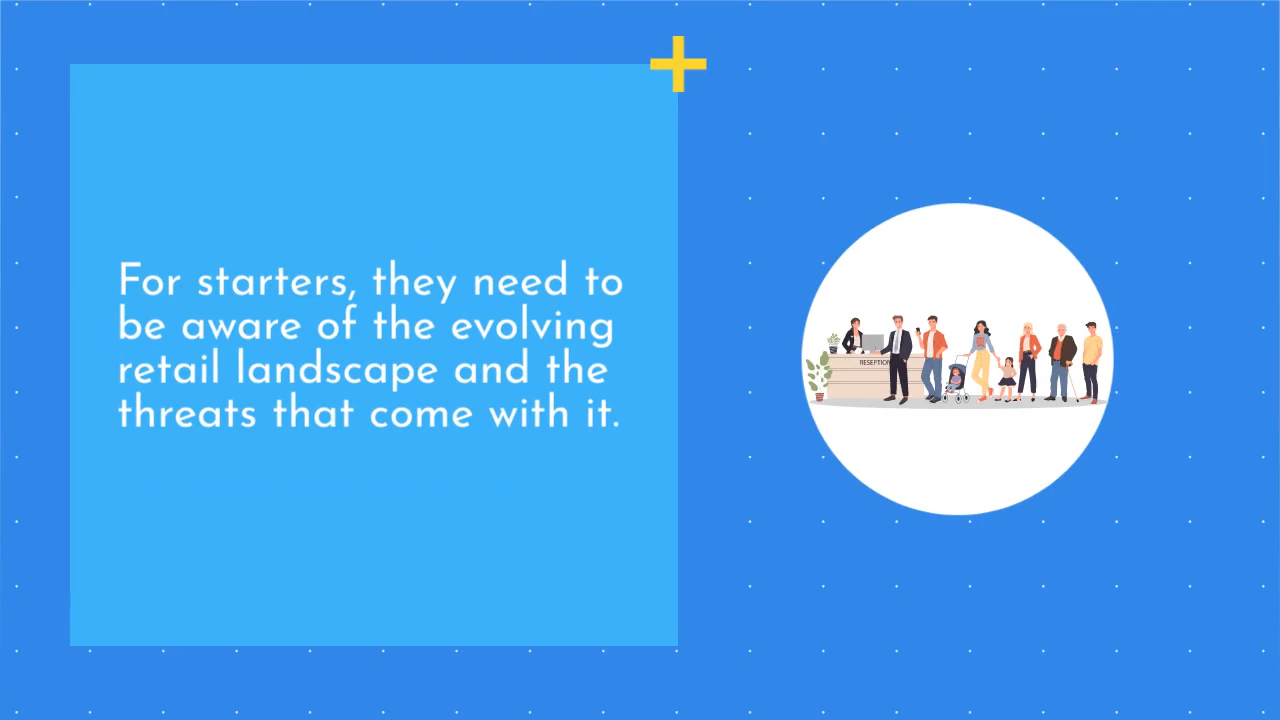 For starters, they need to
be aware of the evolving
retail landscape and the
threats that come with it.
RECEPTION